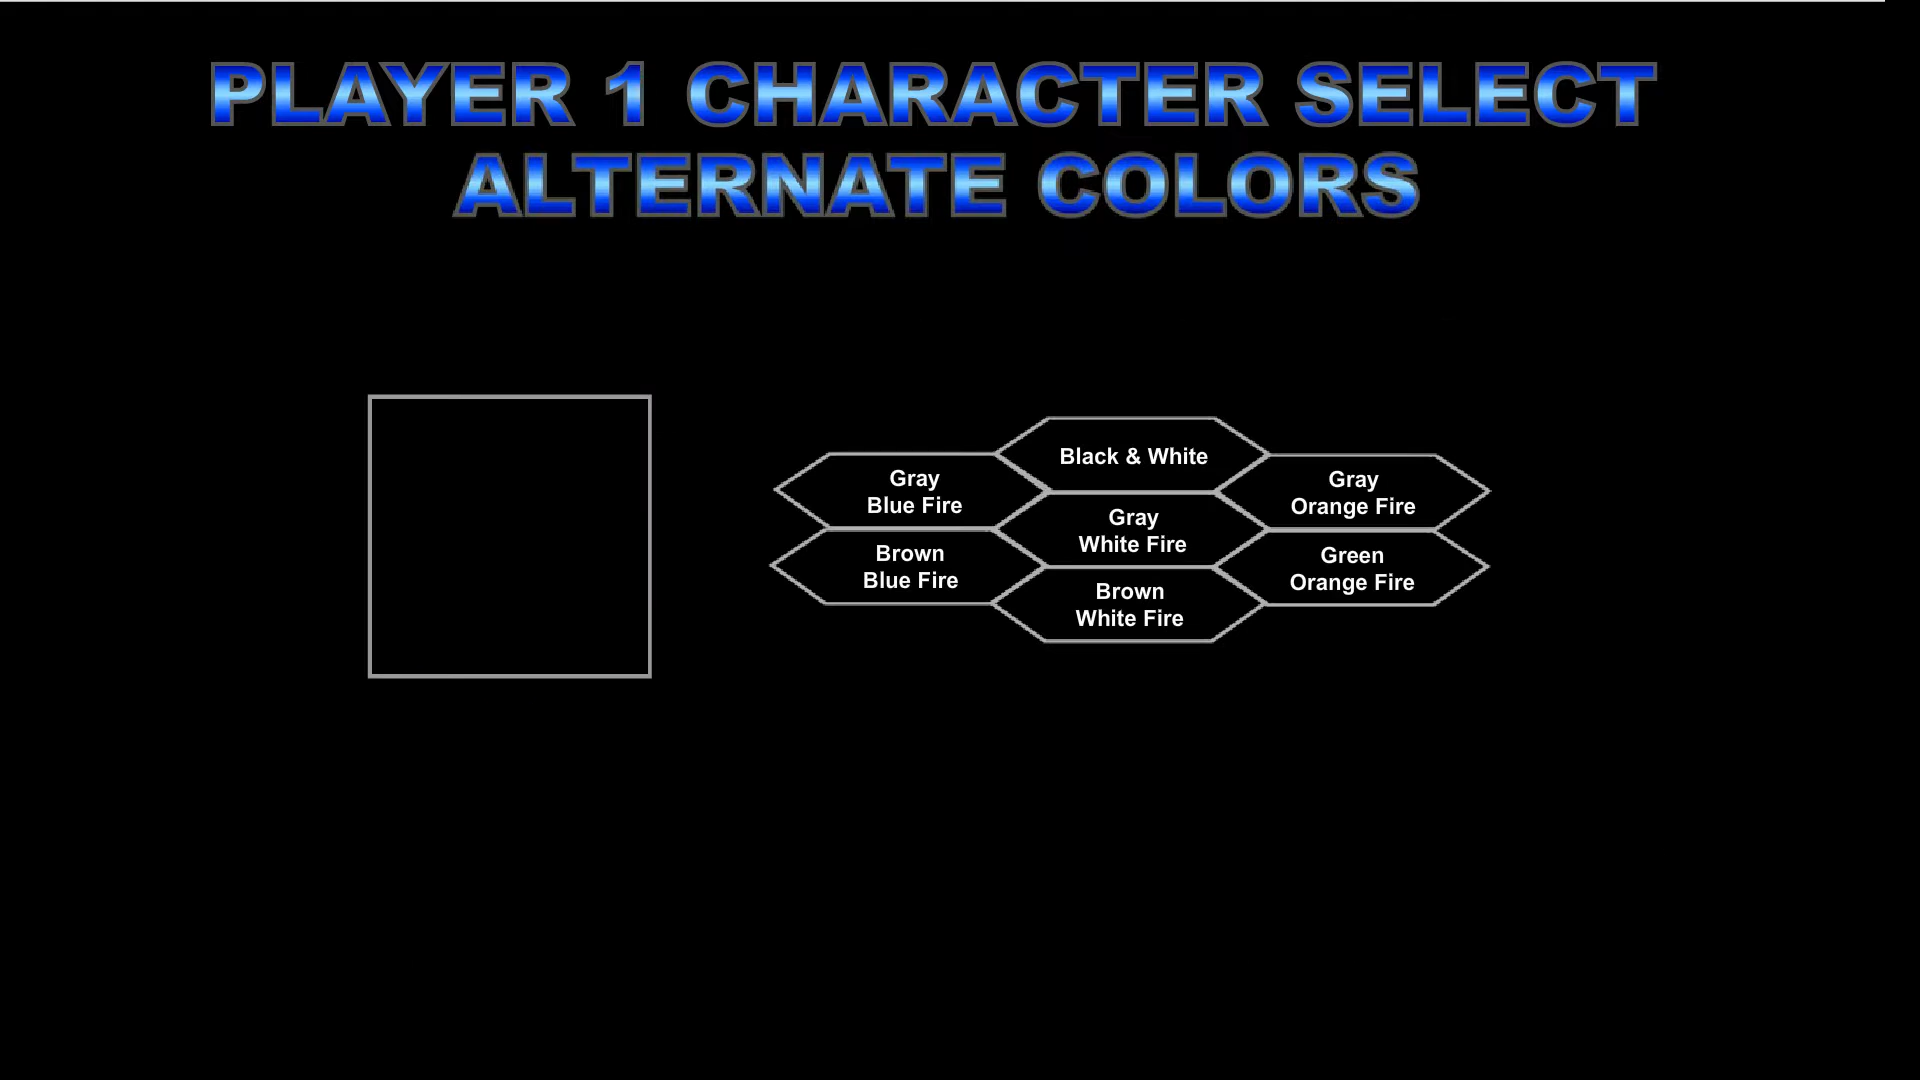 PLAYER 1 CHARACTER SELECT
ALTERNATE COLORS
Black & White
Gray
Blue Fire
Gray
Orange Fire
Gray
White Fire
Brown
Blue Fire
Green
Orange Fire
Brown
White Fire